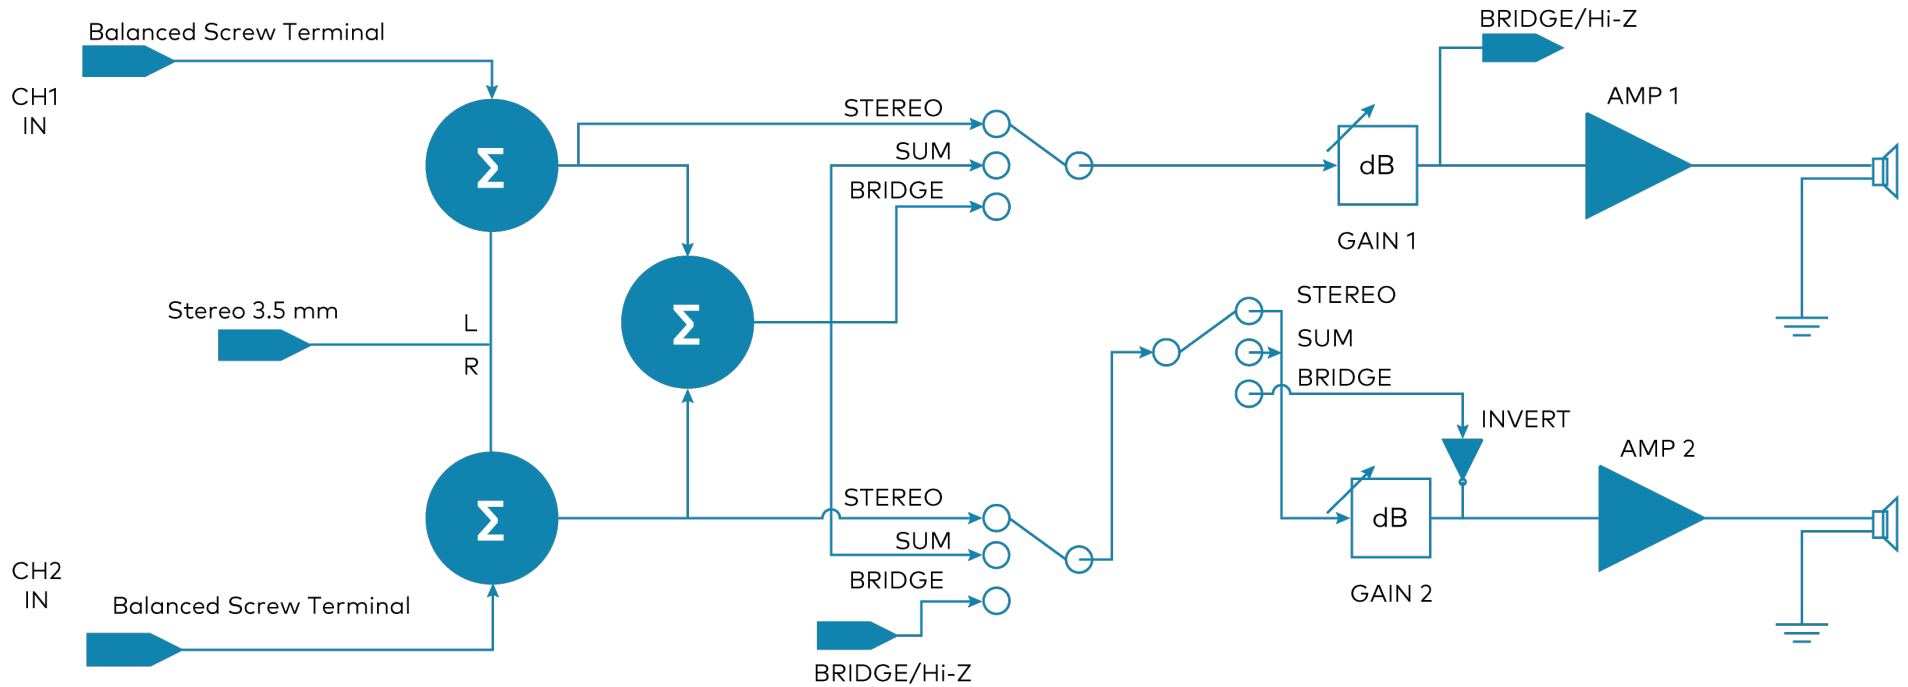 Balanced Screw Terminal
CH1
IN
Σ
STEREO
SUM
BRIDGE
BRIDGE/Hi-Z
AMP 1
dB
GAIN 1
Stereo 3.5 mm
L
R
Σ
STEREO
SUM
BRIDGE
INVERT
AMP 2
Σ
STEREO
SUM
BRIDGE
dB
GAIN 2
CH2
IN
Balanced Screw Terminal
BRIDGE/Hi-Z